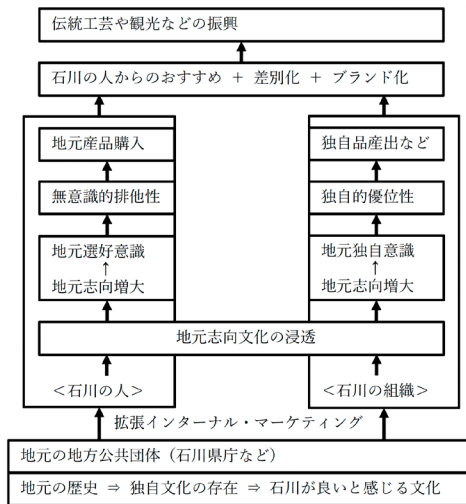 伝統工芸や観光などの振興
石川の人からのおすすめ + 差別化 + ブランド化
地元産品購入
無意識的排他性
地元選好意識
↑
地元志向増大
独自品産出など
独自的優位性
地元独自意識
↑
地元志向増大
地元志向文化の浸透
＜石川の人＞
＜石川の組織＞
拡張インターナル・マーケティング
地元の地方公共団体（石川県庁など）
地元の歴史 ⇒ 独自文化の存在 ⇒ 石川が良いと感じる文化